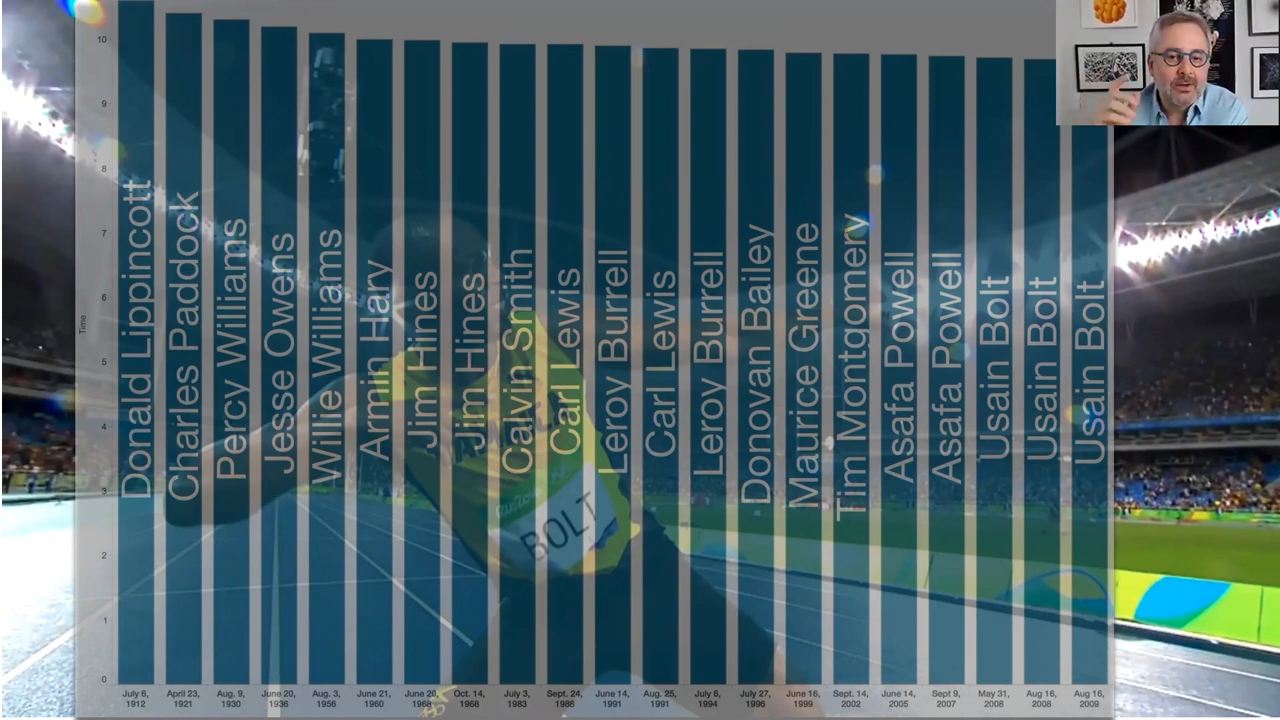 10
9
8
7
6
5
4
3
2
1
0
Time
Donald Lippincott
Charles Paddock
Percy Williams
Jesse Owens
Willie Williams
Armin Hary
Jim Hines
Jim Hines
Calvin Smith
Carl Lewis
Leroy Burrell
Carl Lewis
Leroy Burrell
Donovan Bailey
Maurice Greene
Tim Montgomery
Asafa Powell
Asafa Powell
Usain Bolt
Usain Bolt
Usain Bolt
BOLT
July 6,
1912
April 23,
1921
Aug. 9,
1930
June 20,
1936
Aug. 3,
1956
June 21,
1960
June 20,
1968
Oct. 14,
1968
July 3,
1983
Sept. 24,
1988
June 14,
1991
Aug. 25,
1991
July 6,
1994
July 27,
1996
June 16,
1999
Sept. 14,
2002
June 14,
2005
Sept 9,
2007
May 31,
2008
Aug 16,
2008
Aug 16,
2009